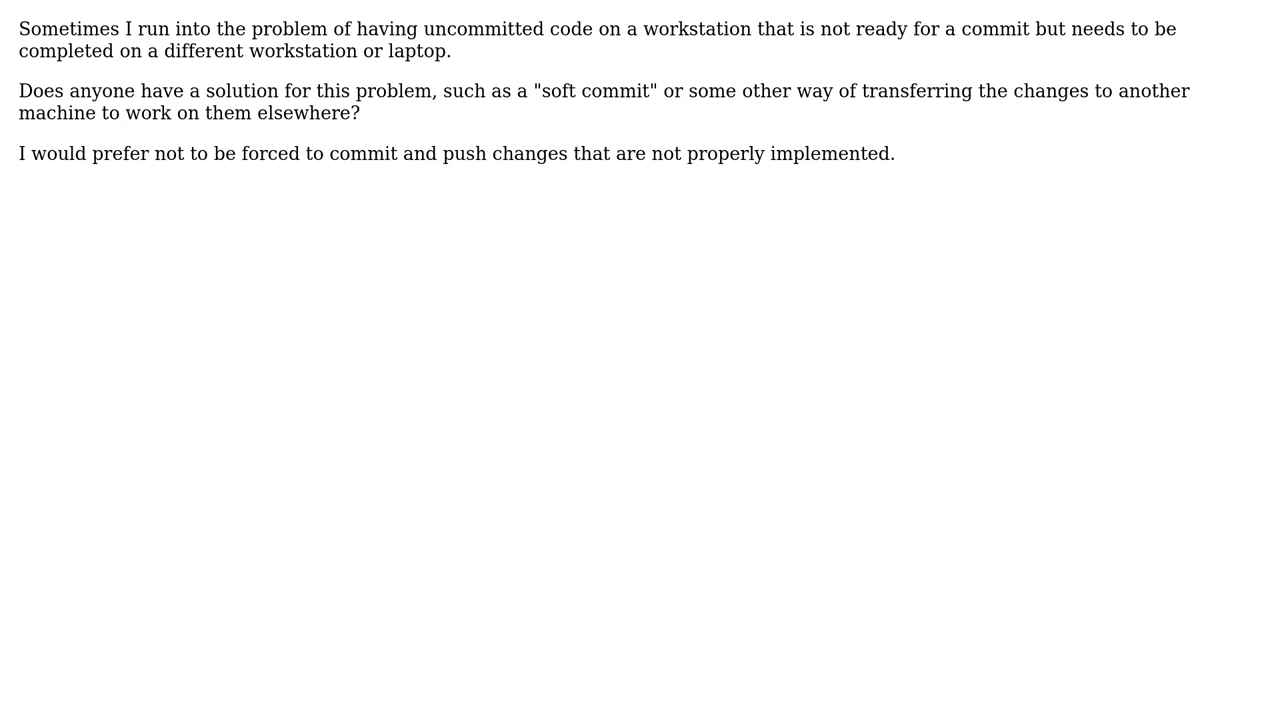 Sometimes I run into the problem of having uncommitted code on a workstation that is not ready for a commit but needs to be
completed on a different workstation or laptop.
Does anyone have a solution for this problem, such as a "soft commit" or some other way of transferring the changes to another
machine to work on them elsewhere?
I would prefer not to be forced to commit and push changes that are not properly implemented.